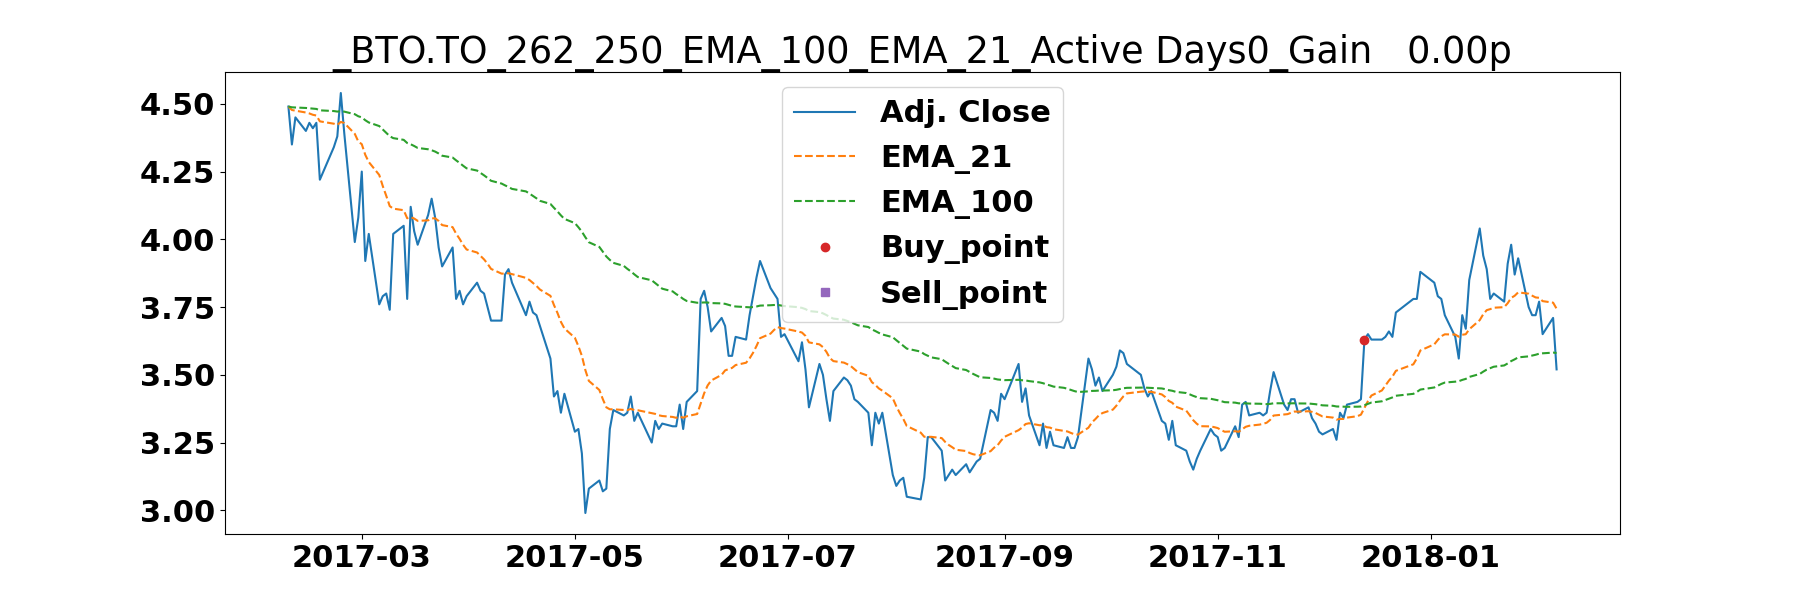 _BTO.TO_262_250_EMA_100_EMA_21_Active Days0_Gain   0.00p
4.50
4.25
4.00
3.75
3.50
3.25
3.00
Adj. Close
EMA_21
EMA_100
Buy_point
Sell_point
2017-03 2017-05 2017-07 2017-09 2017-11 2018-01